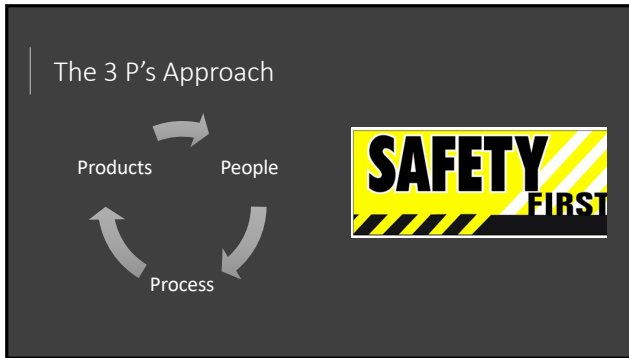 The 3 P’s Approach
Products
People
Process
SAFETY
FIRST